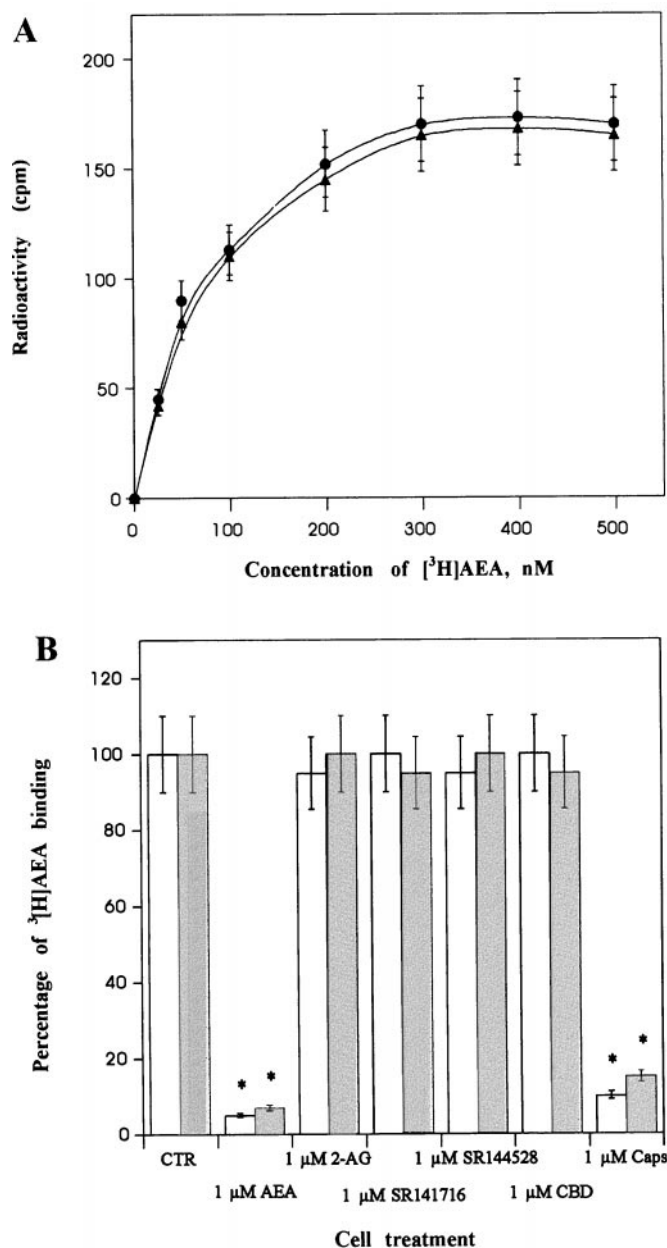 A
200
150
100
50
0
Radioactivity (cpm)
0 100 200 300 400 500
Concentration of [³H]AEA, nM
B
120
100
80
60
40
20
0
Percentage of ³[H]AEA binding
* * * *
CTR 1 µM 2-AG 1 µM SR144528 1 µM Caps
1 µM AEA 1 µM SR141716 1 µM CBD
Cell treatment